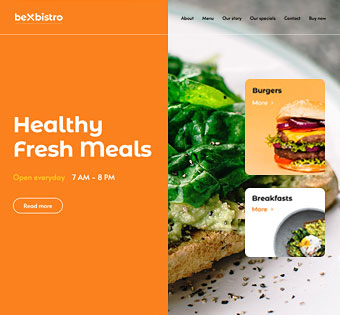 beXbistro
About Menu Our story Our specials Contact Buy now
Healthy
Fresh Meals
Open everyday 7 AM - 8 PM
Read more
Burgers
More >
Breakfasts
More >